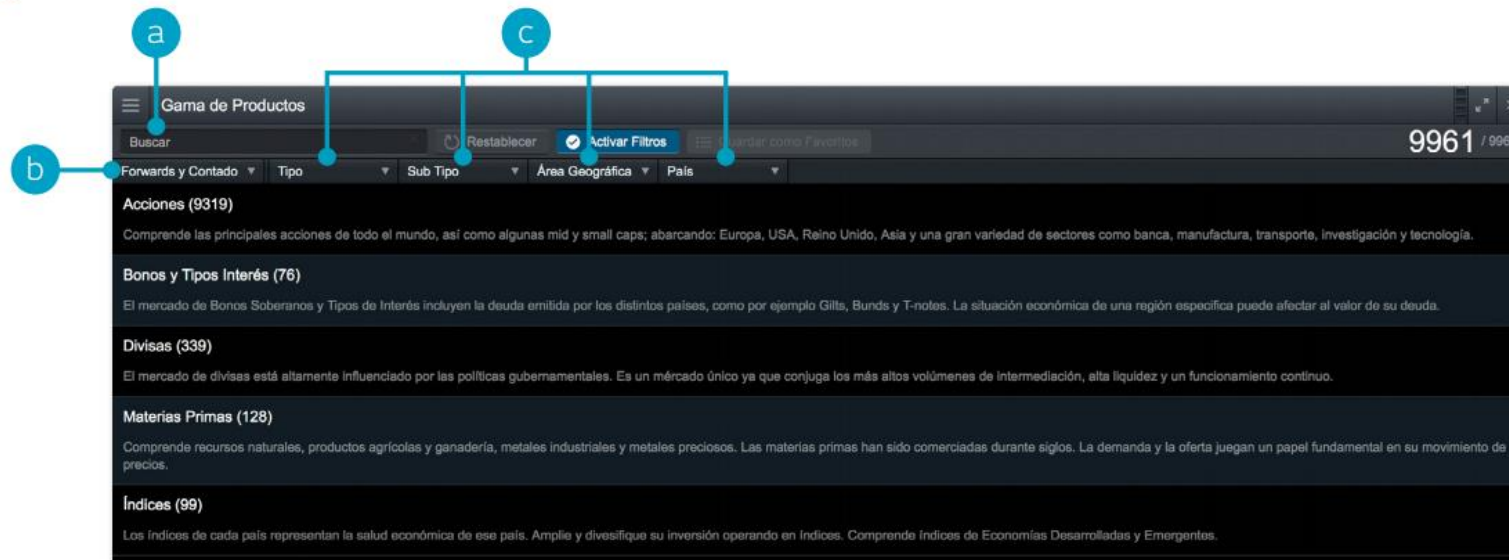 a
c
Gama de Productos
Buscar
Restablecer
Activar Filtros
Guardar como Favoritos
9961 / 996
b
Forwards y Contado
Tipo
Sub Tipo
Área Geográfica
País
Acciones (9319)
Comprende las principales acciones de todo el mundo, así como algunas mid y small caps; abarcando: Europa, USA, Reino Unido, Asia y una gran variedad de sectores como banca, manufactura, transporte, investigación y tecnología.
Bonos y Tipos Interés (76)
El mercado de Bonos Soberanos y Tipos de Interés incluyen la deuda emitida por los distintos países, como por ejemplo Gilts, Bunds y T-notes. La situación económica de una región especifica puede afectar al valor de su deuda.
Divisas (339)
El mercado de divisas está altamente influenciado por las políticas gubernamentales. Es un mércado único ya que conjuga los más altos volúmenes de intermediación, alta liquidez y un funcionamiento continuo.
Materias Primas (128)
Comprende recursos naturales, productos agrícolas y ganadería, metales industriales y metales preciosos. Las materias primas han sido comerciadas durante siglos. La demanda y la oferta juegan un papel fundamental en su movimiento de
precios.
Índices (99)
Los índices de cada país representan la salud económica de ese país. Amplie y divesifique su inversión operando en Indices. Comprende índices de Economías Desarrolladas y Emergentes.